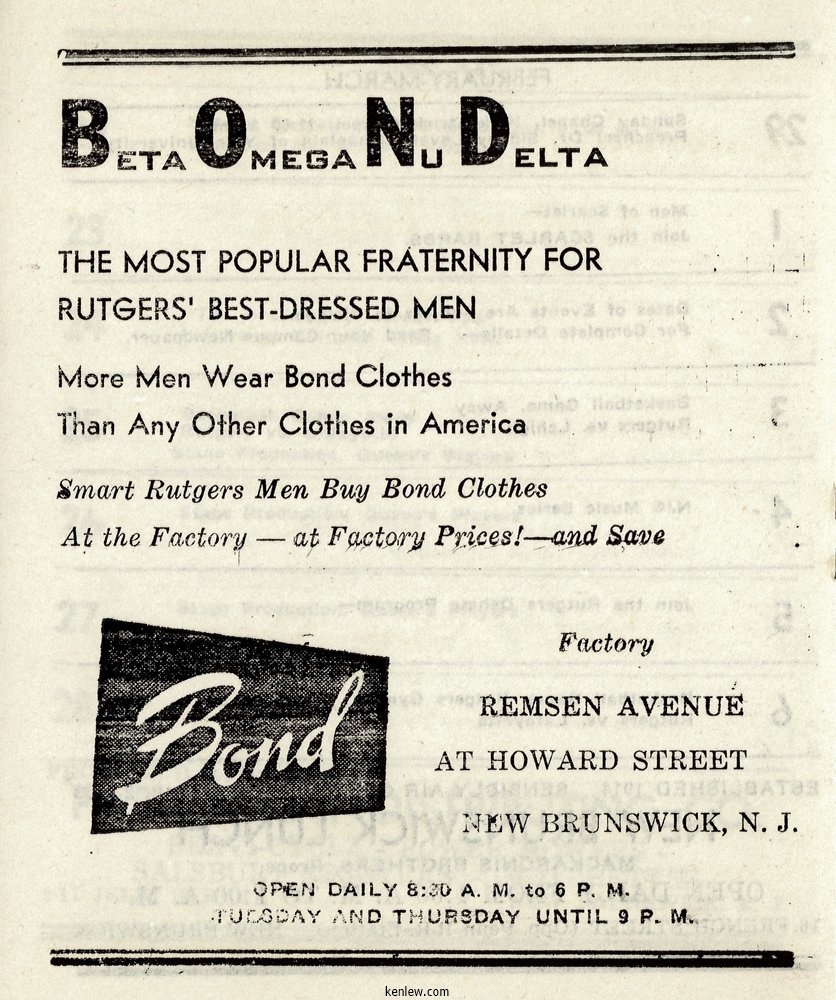 BETA OMEGA NU DELTA
THE MOST POPULAR FRATERNITY FOR
RUTGERS' BEST-DRESSED MEN
More Men Wear Bond Clothes
Than Any Other Clothes in America
Smart Rutgers Men Buy Bond Clothes
At the Factory — at Factory Prices!—and Save
Bond
Factory
REMSEN AVENUE
AT HOWARD STREET
NEW BRUNSWICK, N. J.
OPEN DAILY 8:30 A. M. to 6 P. M.
TUESDAY AND THURSDAY UNTIL 9 P. M.
kenlew.com